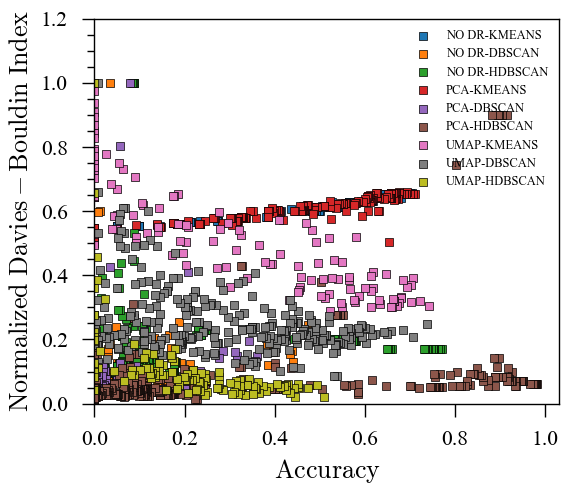 1.2
1.0
0.8
0.6
0.4
0.2
0.0
Normalized Davies−Bouldin Index
NO DR-KMEANS
NO DR-DBSCAN
NO DR-HDBSCAN
PCA-KMEANS
PCA-DBSCAN
PCA-HDBSCAN
UMAP-KMEANS
UMAP-DBSCAN
UMAP-HDBSCAN
0.0 0.2 0.4 0.6 0.8 1.0
Accuracy